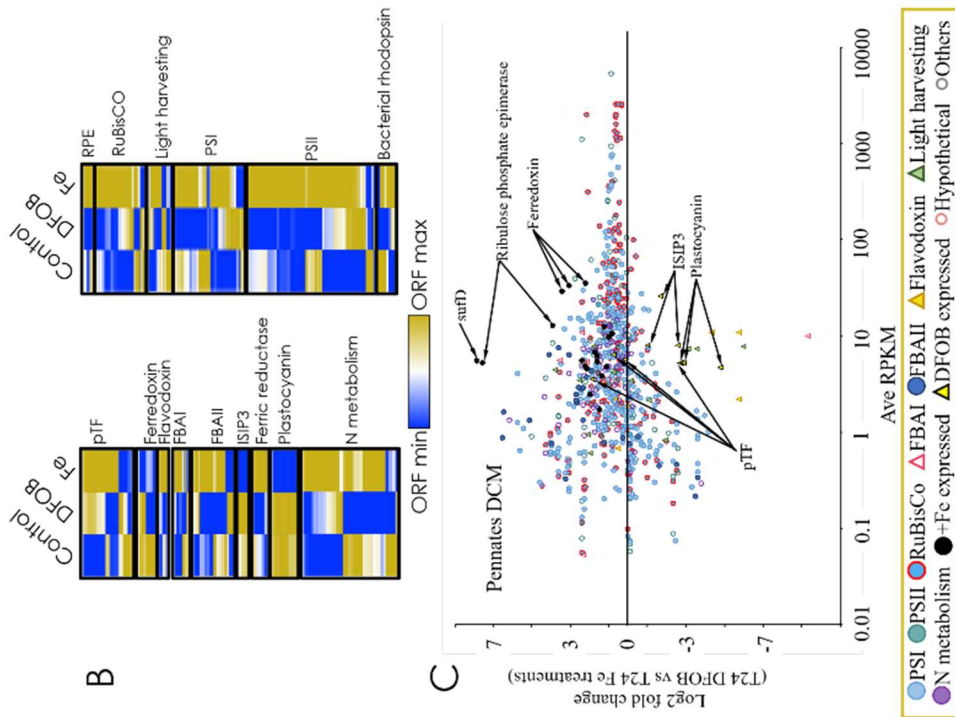 B
Control
DFOB
Fe
pTF
Ferredoxin
Flavodoxin
FBAI
FBAII
ISIP3
Ferric reductase
Plastocyanin
N metabolism
Control
DFOB
Fe
RPE
RuBisCO
Light harvesting
PSI
PSII
Bacterial rhodopsin
ORF min
ORF max
C
Pennates DCM
sufD
Ribulose phosphate epimerase
Ferredoxin
ISIP3
Plastocyanin
pTF
7
3
0
-3
-7
Log2 fold change
(T24 DFOB vs T24 Fe treatments)
0.01
0.1
1
10
100
1000
10000
Ave RPKM
PSI PSII RuBisCo FBAI FBAII Flavodoxin Light harvesting
N metabolism +Fe expressed DFOB expressed Hypothetical Others